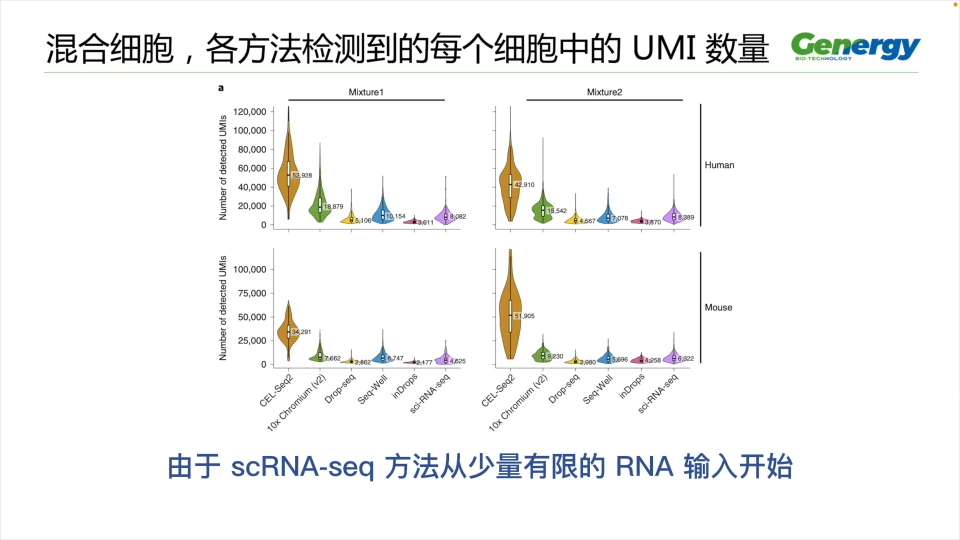 混合细胞，各方法检测到的每个细胞中的 UMI 数量
Genergy
BIO-TECHNOLOGY
a
Mixture1
Mixture2
Number of detected UMIs
120,000
100,000
80,000
60,000
40,000
20,000
0
52,928
18,879
5,106
10,154
3,011
8,082
42,910
15,542
4,667
7,078
3,870
8,389
Human
Number of detected UMIs
100,000
75,000
50,000
25,000
0
34,291
7,662
2,862
6,747
2,177
4,625
51,905
9,230
2,980
5,696
4,258
6,322
Mouse
CEL-Seq2
10x Chromium (v2)
Drop-seq
Seq-Well
inDrops
sci-RNA-seq
CEL-Seq2
10x Chromium (v2)
Drop-seq
Seq-Well
inDrops
sci-RNA-seq
由于 scRNA-seq 方法从少量有限的 RNA 输入开始